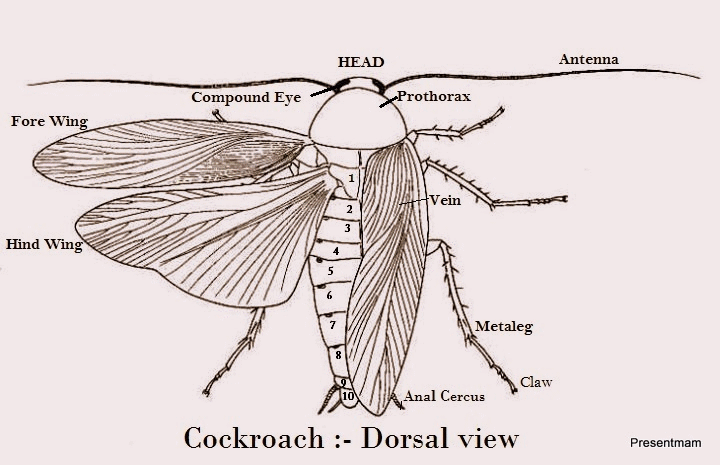 HEAD
Antenna
Compound Eye
Prothorax
Fore Wing
1
Vein
2
3
Hind Wing
4
5
6
7
Metaleg
8
9
Claw
10
Anal Cercus
Cockroach :- Dorsal view
Presentmam